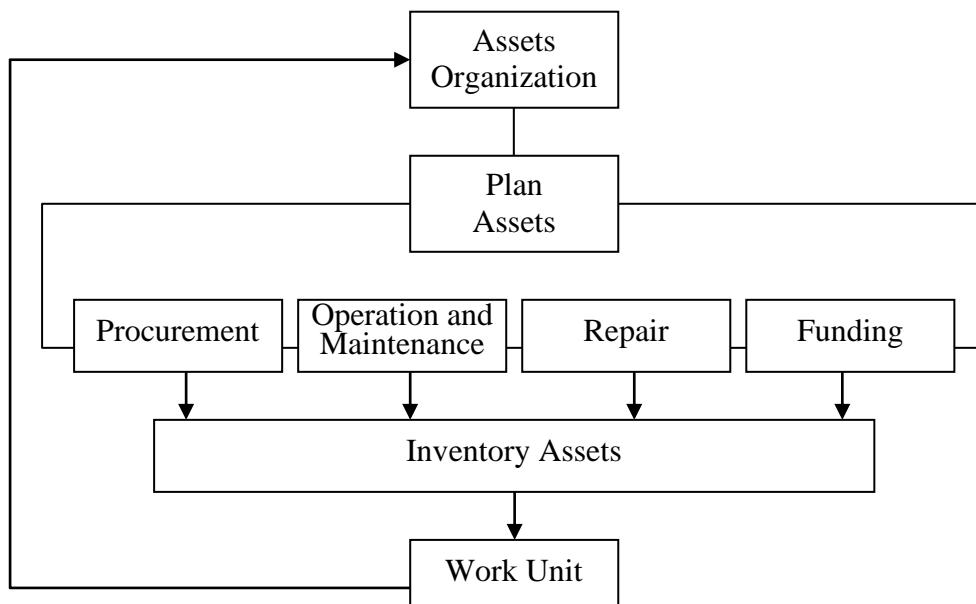 Assets
Organization
Plan
Assets
Procurement
Operation and
Maintenance
Repair
Funding
Inventory Assets
Work Unit